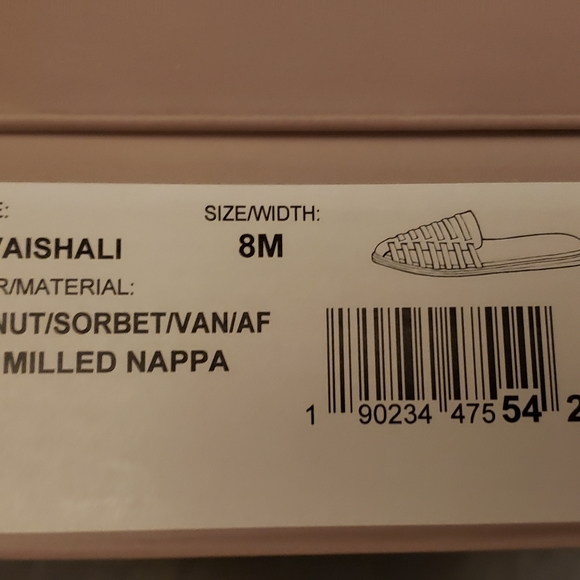 E: SIZE/WIDTH:
VAISHALI 8M
R/MATERIAL:
NUT/SORBET/VAN/AF
MILLED NAPPA
1 90234 475 54 2